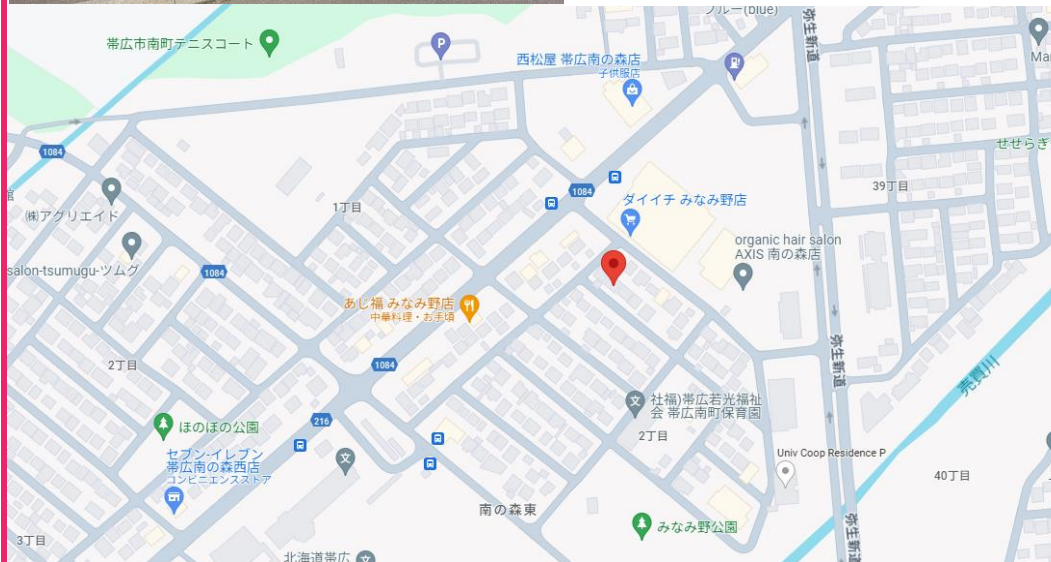 ブルー(blue)
弥生新道
帯広市南町テニスコート
P
西松屋 帯広南の森店
子供服店
せせらぎ
1084
39丁目
㈱アグリエイド
1丁目
1084
ダイイチ みなみ野店
organic hair salon
AXIS 南の森店
salon-tsumugu-ツムグ
1084
あじ福 みなみ野店
中華料理・お手頃
弥生新道
売買川
1084
2丁目
社福)帯広若光福祉
会 帯広南町保育園
216
ほのぼの公園
2丁目
セブン-イレブン
帯広南の森西店
コンビニエンスストア
文
Univ Coop Residence P
40丁目
南の森東
みなみ野公園
弥生新道
3丁目
北海道帯広
文